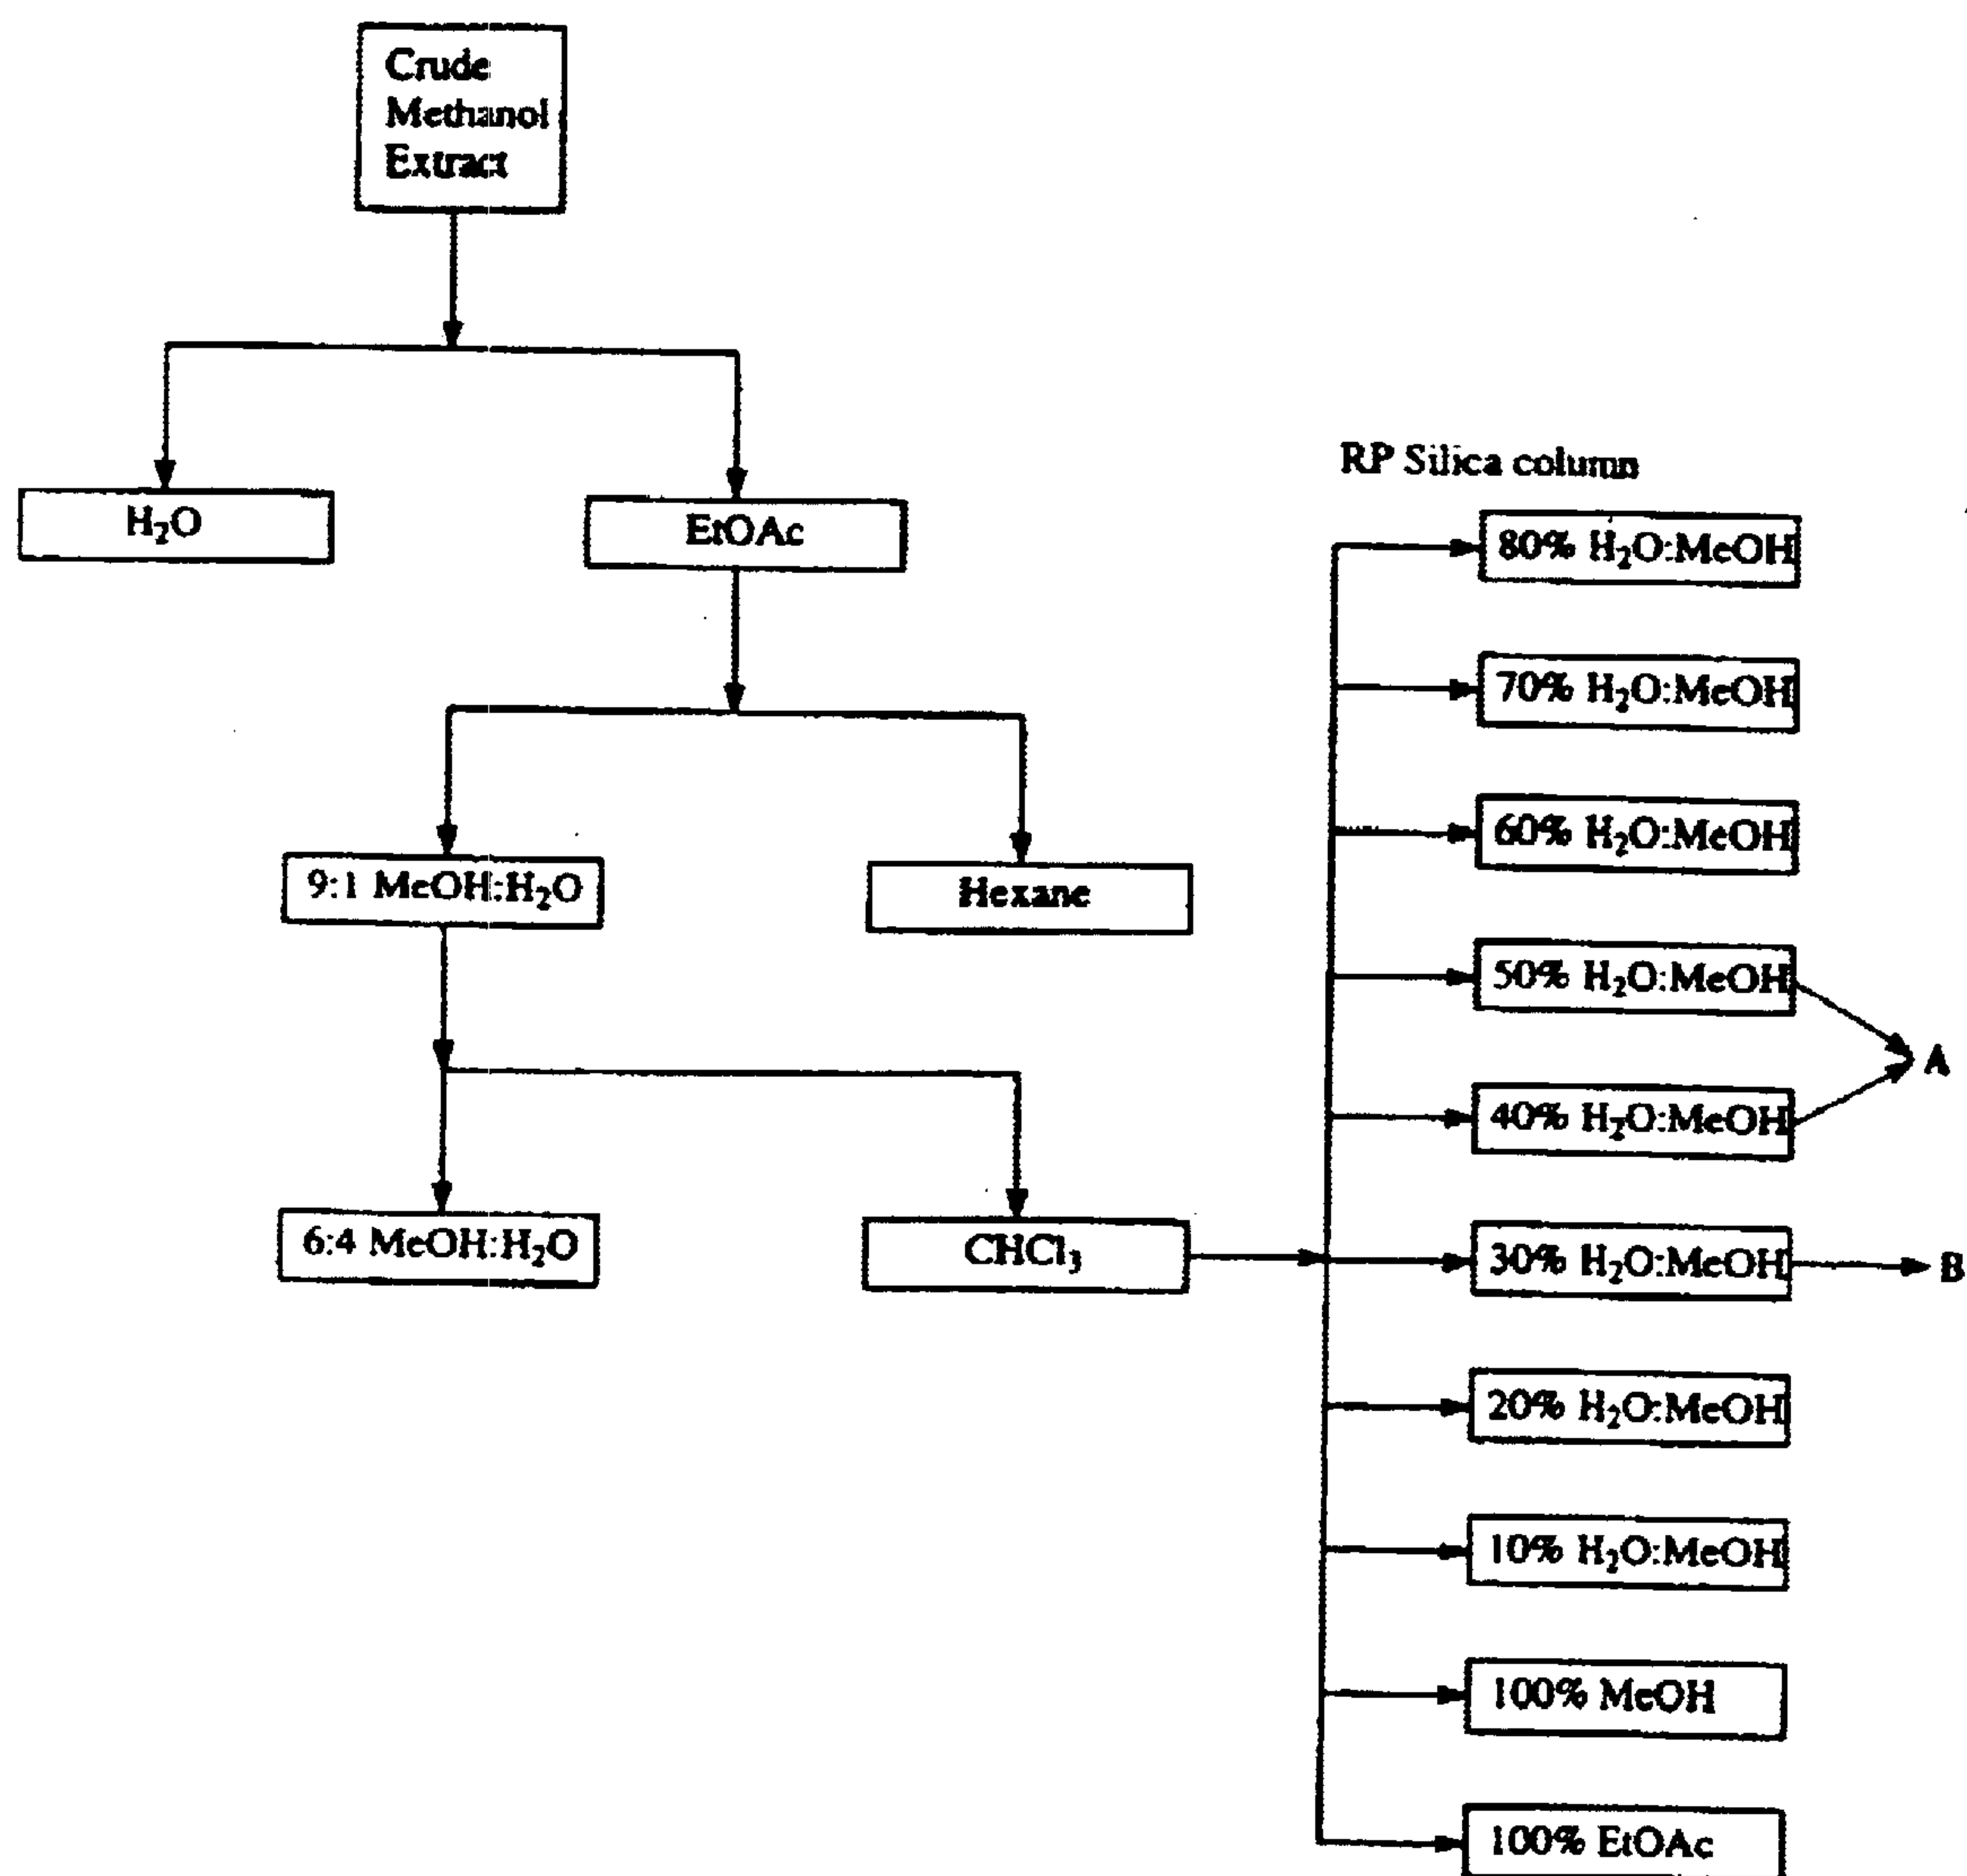 Crude
Methanol
Extract
H₂O
EtOAc
RP Silica column
80% H₂O:MeOH
70% H₂O:MeOH
60% H₂O:MeOH
9:1 MeOH:H₂O
Hexane
50% H₂O:MeOH
A
40% H₂O:MeOH
6:4 MeOH:H₂O
CHCl₃
30% H₂O:MeOH
B
20% H₂O:MeOH
10% H₂O:MeOH
100% MeOH
100% EtOAc